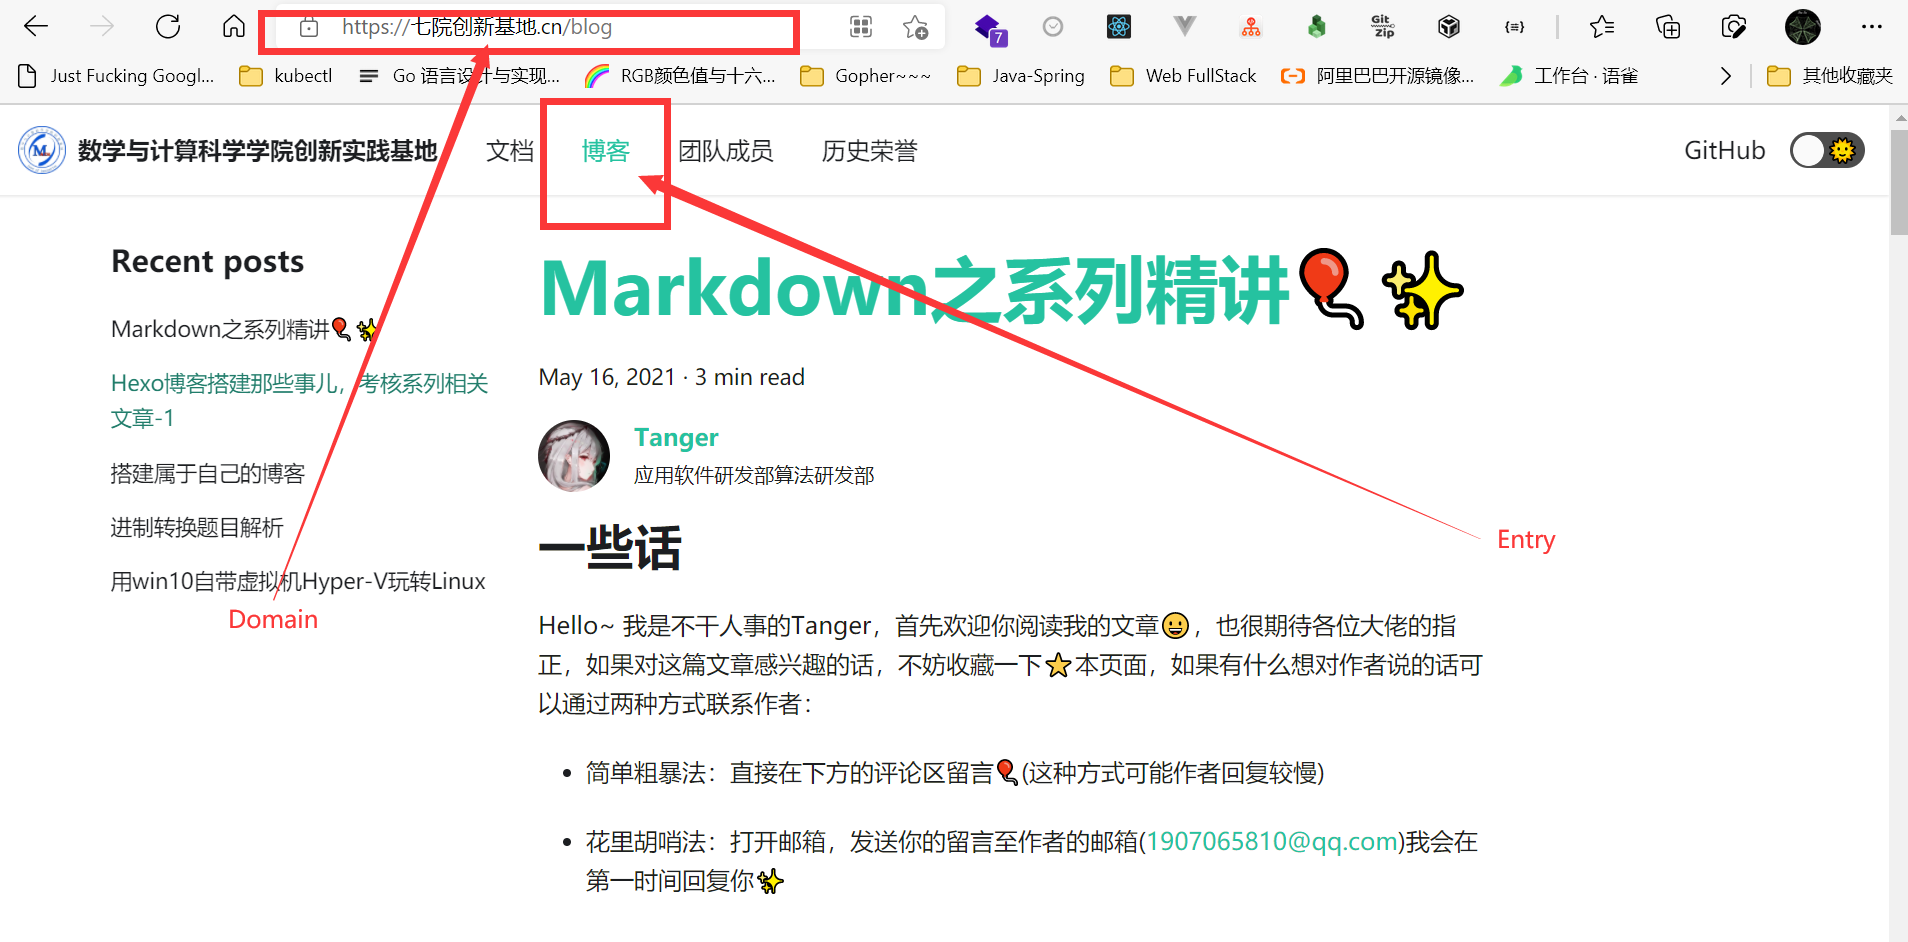 https://七院创新基地.cn/blog
7
Git Zip
{=}
Just Fucking Googl...
kubectl
Go 语言设计与实现...
RGB颜色值与十六...
Gopher~~~
Java-Spring
Web FullStack
阿里巴巴开源镜像...
工作台 · 语雀
其他收藏夹
数学与计算科学学院创新实践基地
文档
博客
团队成员
历史荣誉
GitHub
Recent posts
Markdown之系列精讲🎈✨
Hexo博客搭建那些事儿，考核系列相关
文章-1
搭建属于自己的博客
进制转换题目解析
用win10自带虚拟机Hyper-V玩转Linux
Domain
Markdown之系列精讲🎈✨
May 16, 2021 · 3 min read
Tanger
应用软件研发部算法研发部
一些话
Entry
Hello~ 我是不干人事的Tanger，首先欢迎你阅读我的文章😀，也很期待各位大佬的指
正，如果对这篇文章感兴趣的话，不妨收藏一下⭐本页面，如果有什么想对作者说的话可
以通过两种方式联系作者：
• 简单粗暴法：直接在下方的评论区留言🎈(这种方式可能作者回复较慢)
• 花里胡哨法：打开邮箱，发送你的留言至作者的邮箱(1907065810@qq.com)我会在
第一时间回复你✨